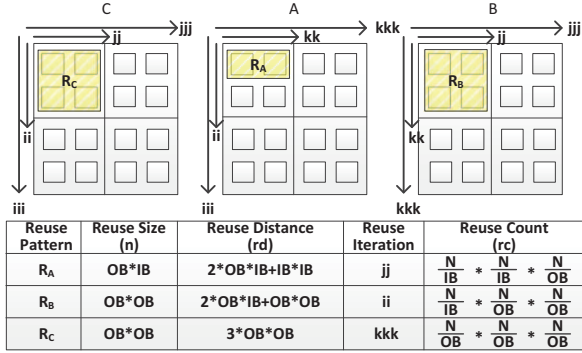 C A B
jjj kkk jjj
jj kk jj
R_C R_A R_B
ii ii kk
iii iii kkk
Reuse Pattern Reuse Size (n) Reuse Distance (rd) Reuse Iteration Reuse Count (rc)
R_A OB*IB 2*OB*IB+IB*IB jj N/IB * N/IB * N/OB
R_B OB*OB 2*OB*IB+OB*OB ii N/IB * N/OB * N/OB
R_C OB*OB 3*OB*OB kkk N/OB * N/OB * N/OB